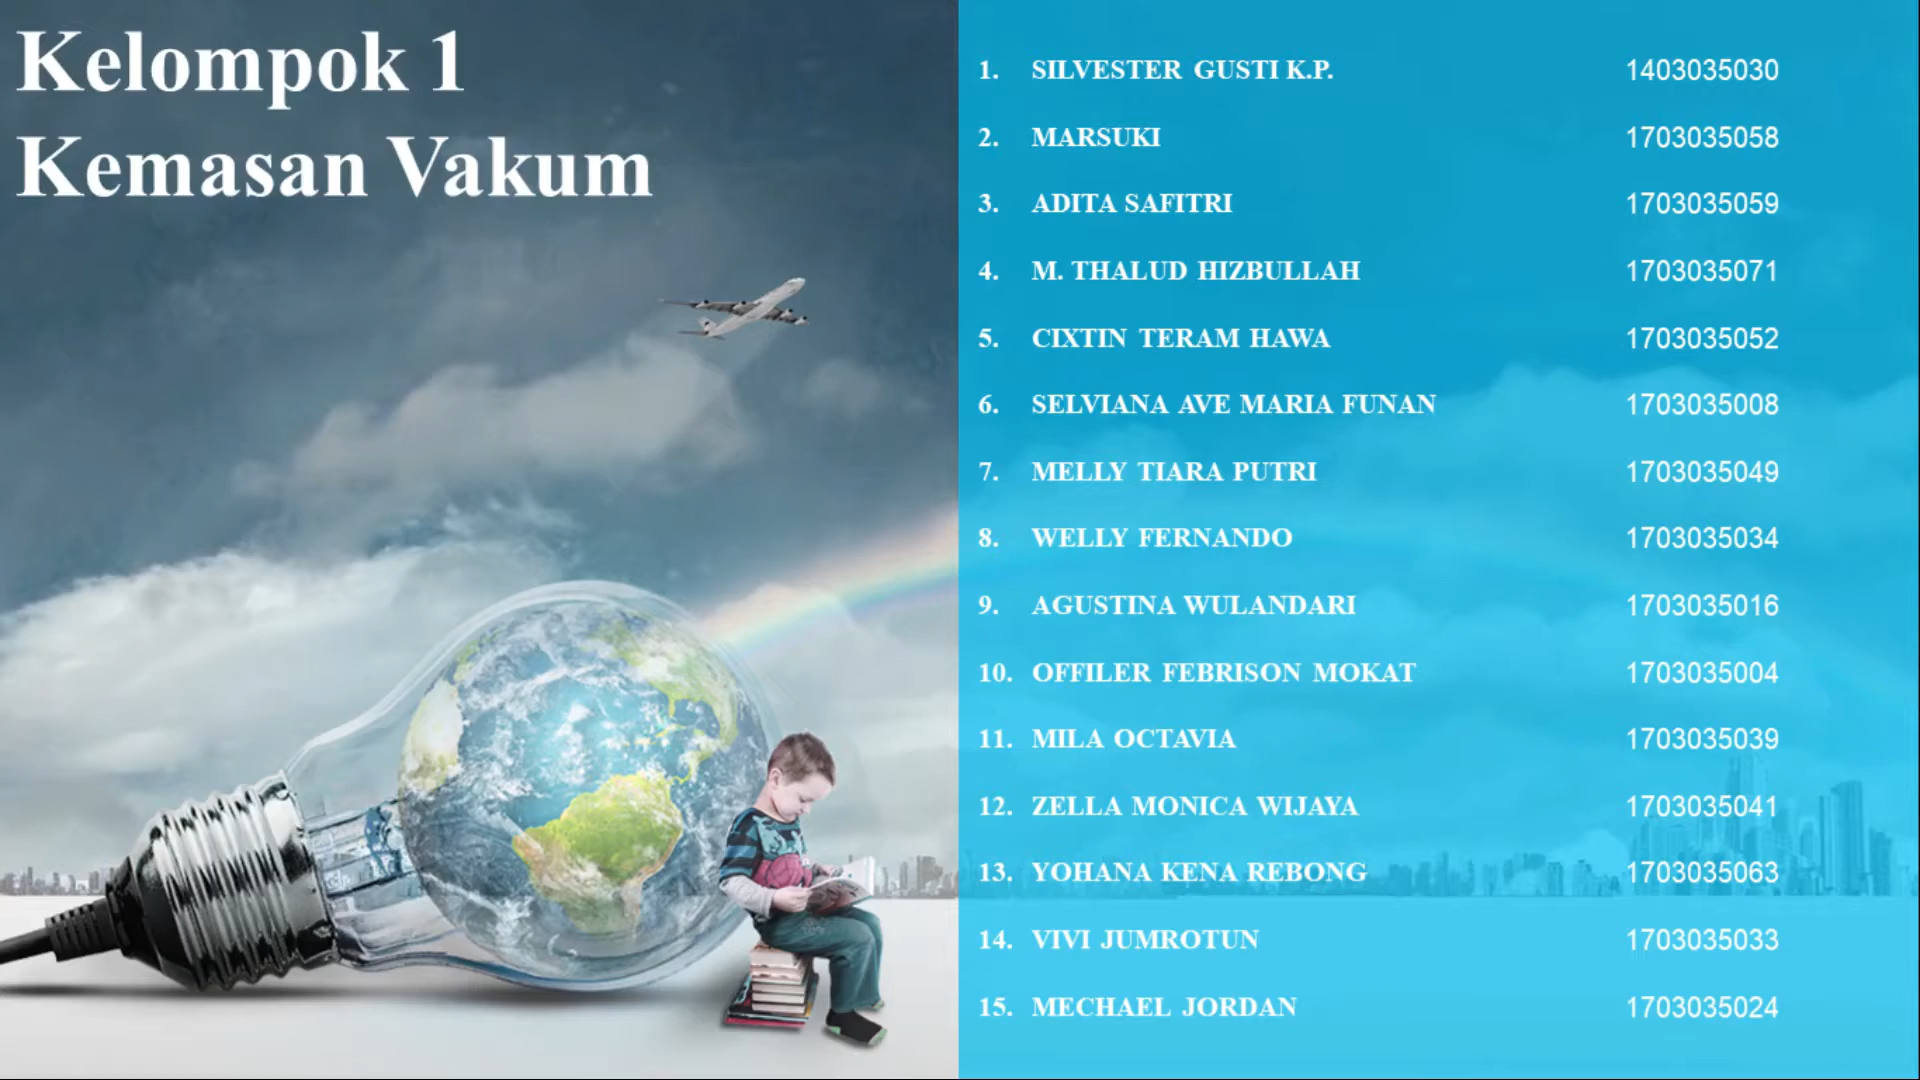 Kelompok 1
Kemasan Vakum
1. SILVESTER GUSTI K.P. 1403035030
2. MARSUKI 1703035058
3. ADITA SAFITRI 1703035059
4. M. THALUD HIZBULLAH 1703035071
5. CIXTIN TERAM HAWA 1703035052
6. SELVIANA AVE MARIA FUNAN 1703035008
7. MELLY TIARA PUTRI 1703035049
8. WELLY FERNANDO 1703035034
9. AGUSTINA WULANDARI 1703035016
10. OFFILER FEBRISON MOKAT 1703035004
11. MILA OCTAVIA 1703035039
12. ZELLA MONICA WIJAYA 1703035041
13. YOHANA KENA REBONG 1703035063
14. VIVI JUMROTUN 1703035033
15. MECHAEL JORDAN 1703035024